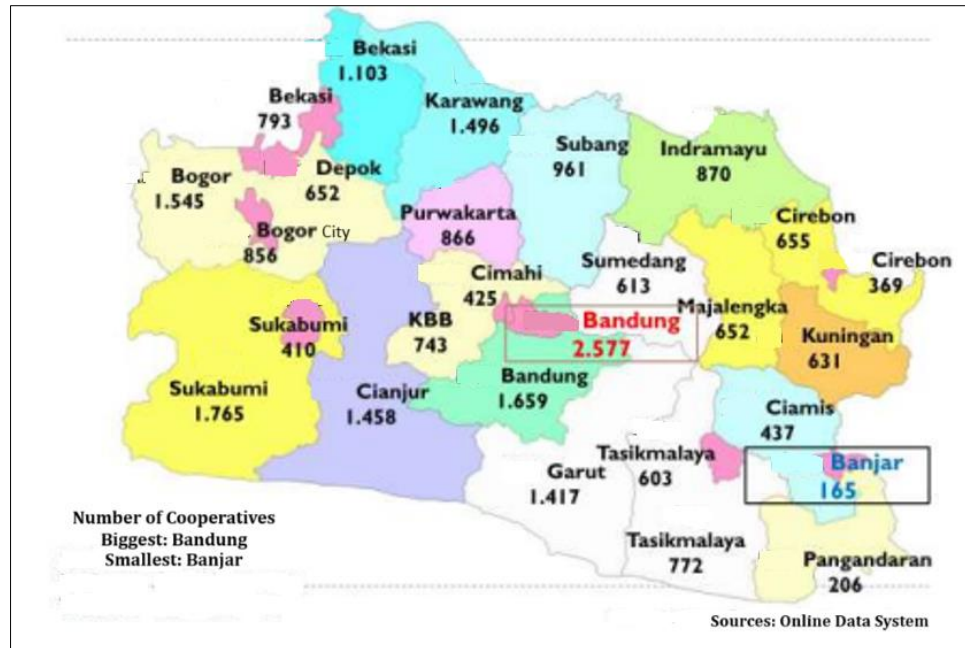 Bekasi
1.103
Bekasi
793
Karawang
1.496
Subang
961
Indramayu
870
Depok
652
Bogor
1.545
Purwakarta
866
Cirebon
655
Bogor City
856
Cimahi
425
Sumedang
613
Cirebon
369
Majalengka
652
Sukabumi
410
KBB
743
Bandung
2.577
Kuningan
631
Sukabumi
1.765
Cianjur
1.458
Bandung
1.659
Ciamis
437
Garut
1.417
Tasikmalaya
603
Banjar
165
Tasikmalaya
772
Pangandaran
206
Number of Cooperatives
Biggest: Bandung
Smallest: Banjar
Sources: Online Data System